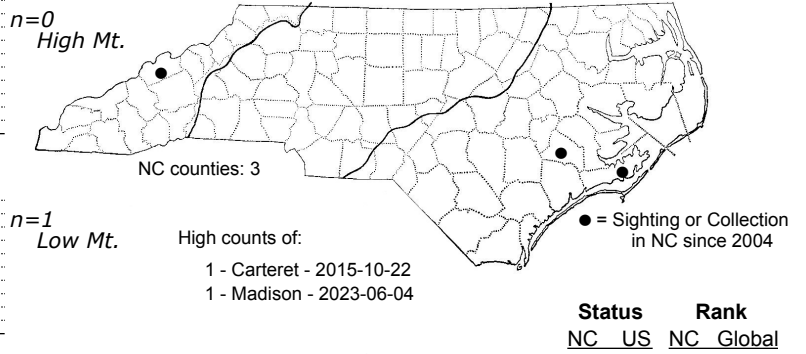 n=0
High Mt.
NC counties: 3
n=1
Low Mt.
High counts of:
1 - Carteret - 2015-10-22
1 - Madison - 2023-06-04
● = Sighting or Collection
in NC since 2004
Status Rank
NC US NC Global